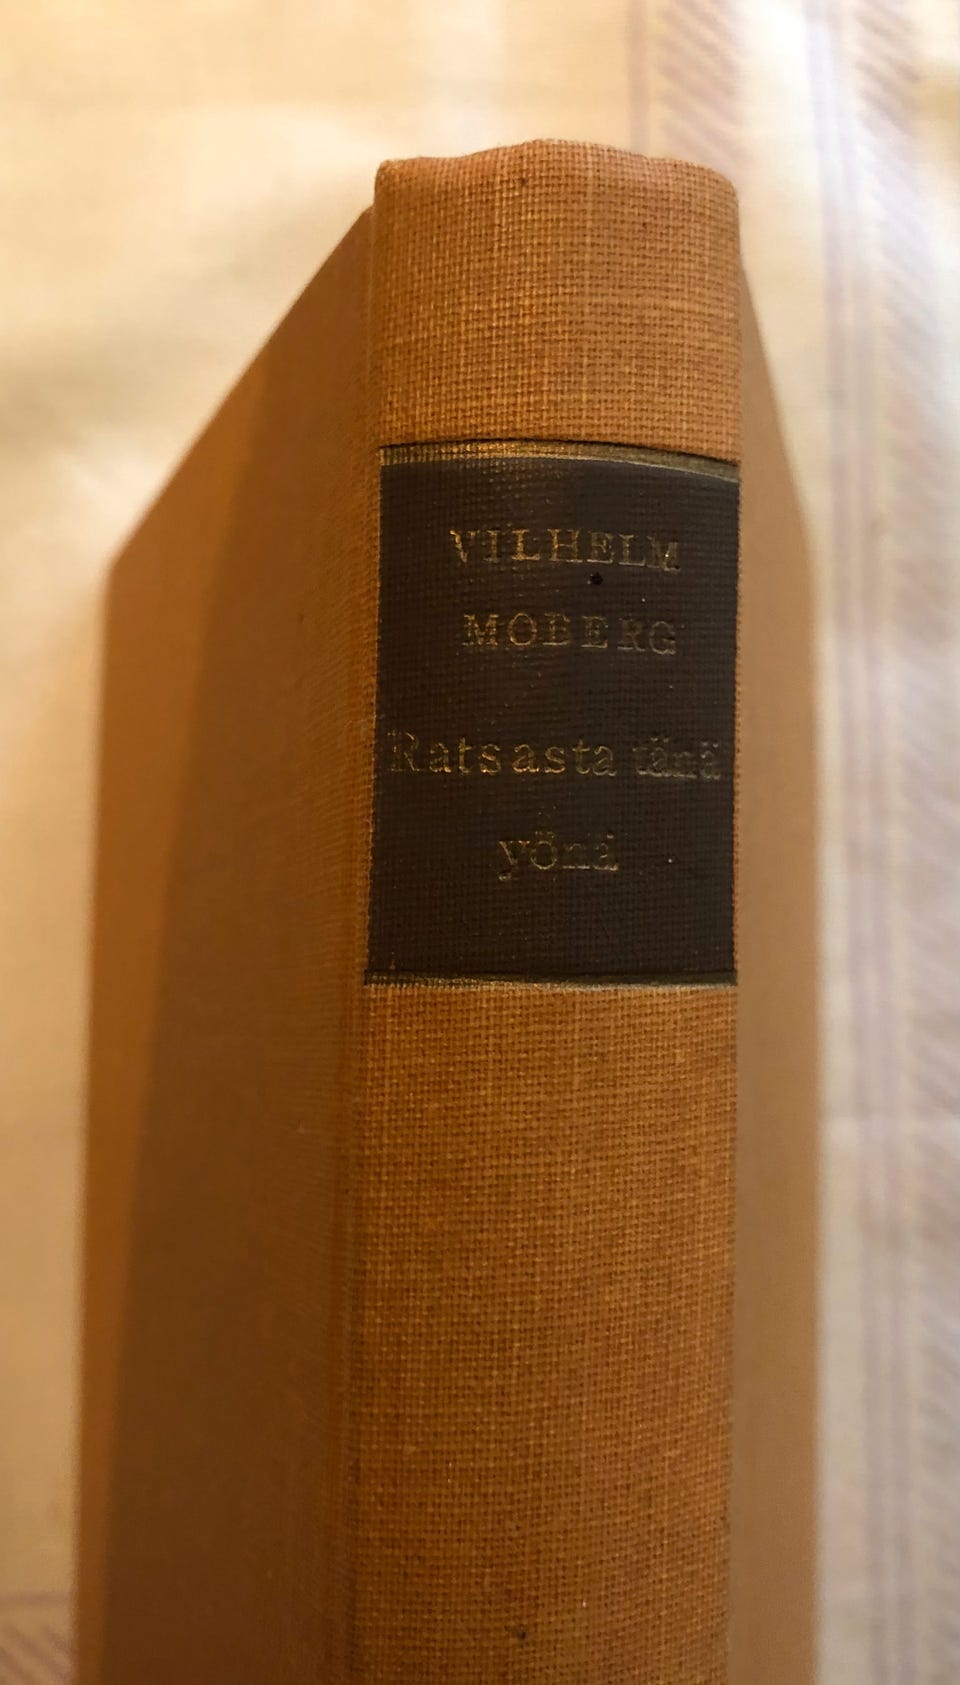 VILHELM
MOBERG
Ratsasta tänä
yönä